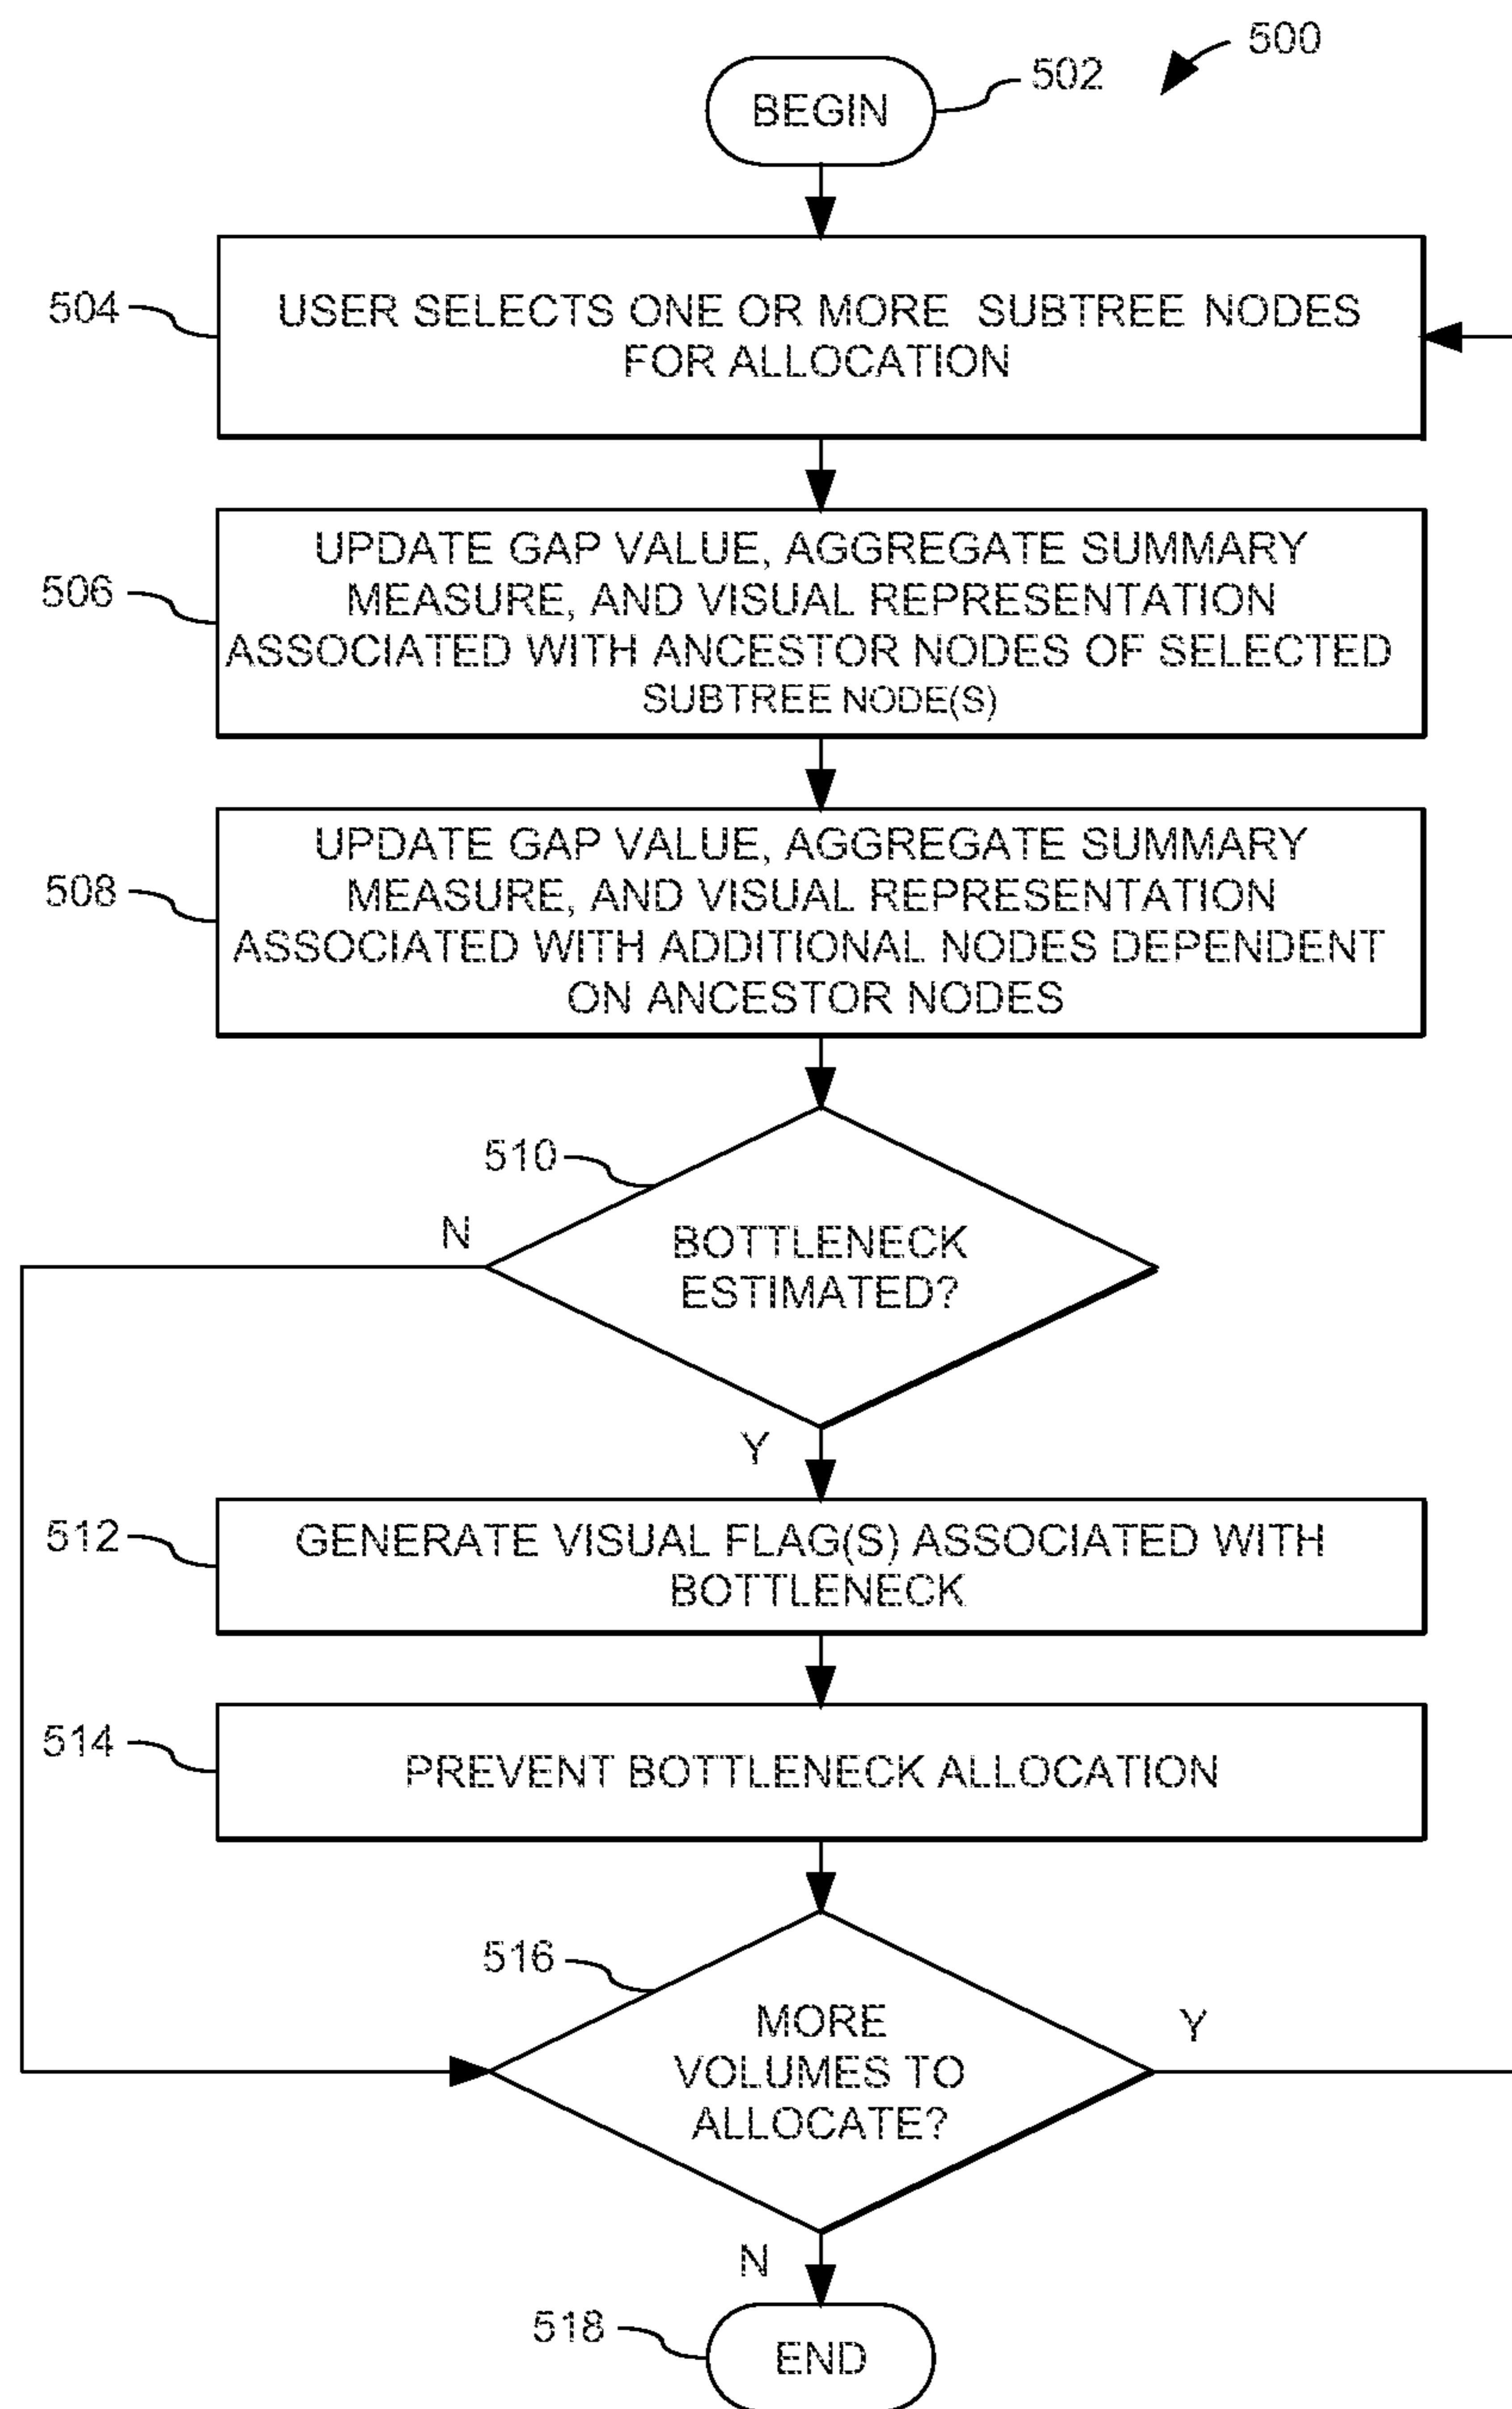 500
BEGIN
502
504
USER SELECTS ONE OR MORE SUBTREE NODES
FOR ALLOCATION
506
UPDATE GAP VALUE, AGGREGATE SUMMARY
MEASURE, AND VISUAL REPRESENTATION
ASSOCIATED WITH ANCESTOR NODES OF SELECTED
SUBTREE NODE(S)
508
UPDATE GAP VALUE, AGGREGATE SUMMARY
MEASURE, AND VISUAL REPRESENTATION
ASSOCIATED WITH ADDITIONAL NODES DEPENDENT
ON ANCESTOR NODES
510
N
BOTTLENECK
ESTIMATED?
Y
512
GENERATE VISUAL FLAG(S) ASSOCIATED WITH
BOTTLENECK
514
PREVENT BOTTLENECK ALLOCATION
516
MORE
VOLUMES TO
ALLOCATE?
Y
N
518
END